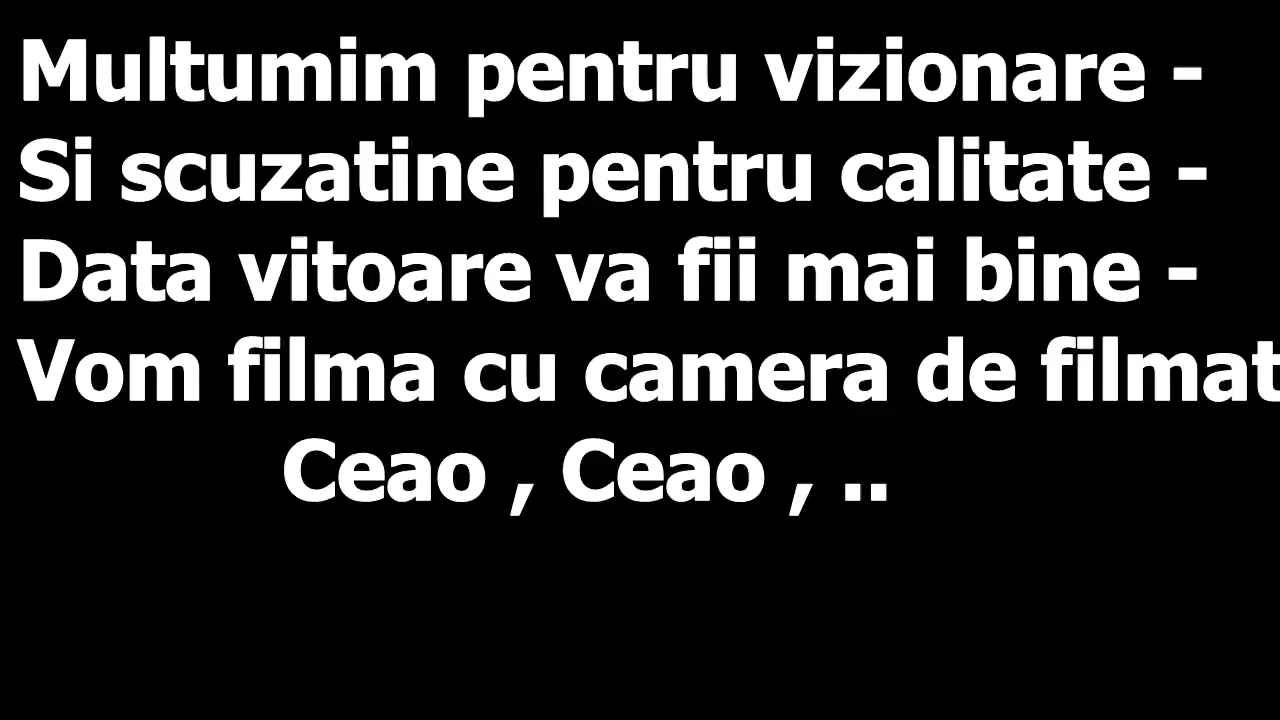 Multumim pentru vizionare -
Si scuzatine pentru calitate -
Data vitoare va fii mai bine -
Vom filma cu camera de filmat
Ceao , Ceao , ..